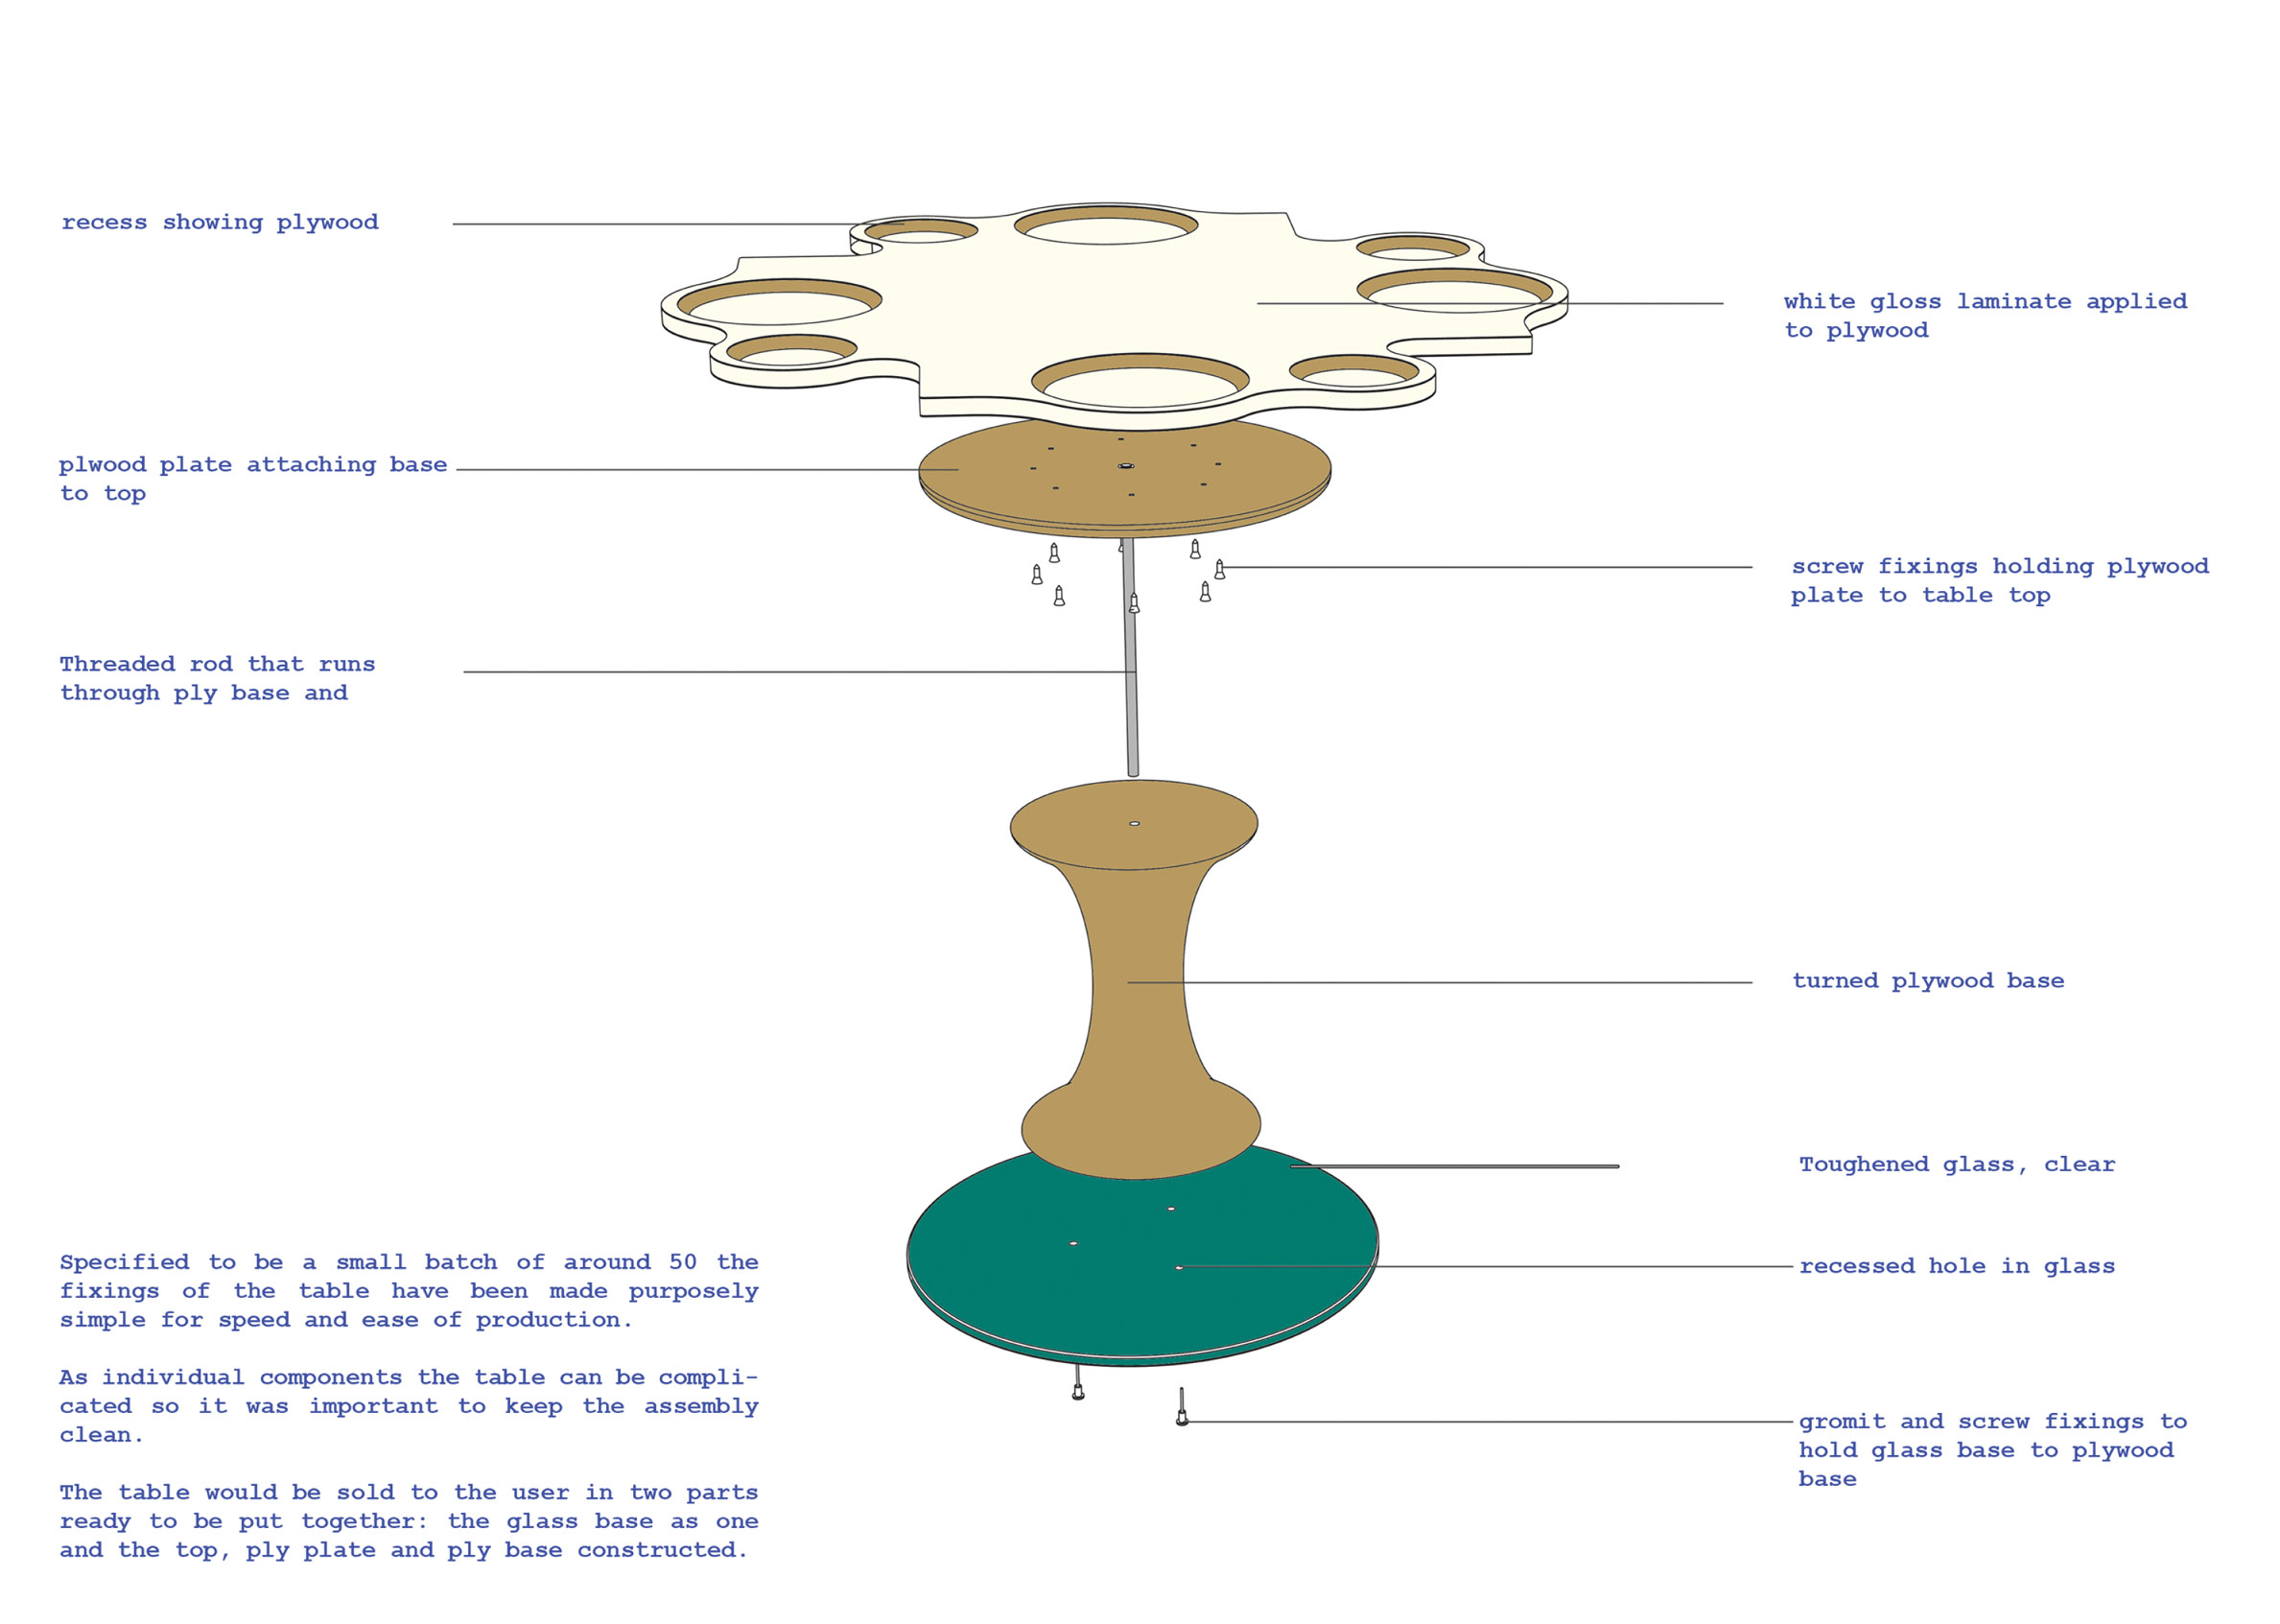 recess showing plywood
white gloss laminate applied
to plywood
plwood plate attaching base
to top
screw fixings holding plywood
plate to table top
Threaded rod that runs
through ply base and
turned plywood base
Toughened glass, clear
recessed hole in glass
gromit and screw fixings to
hold glass base to plywood
base
Specified to be a small batch of around 50 the
fixings of the table have been made purposely
simple for speed and ease of production.
As individual components the table can be compli-
cated so it was important to keep the assembly
clean.
The table would be sold to the user in two parts
ready to be put together: the glass base as one
and the top, ply plate and ply base constructed.